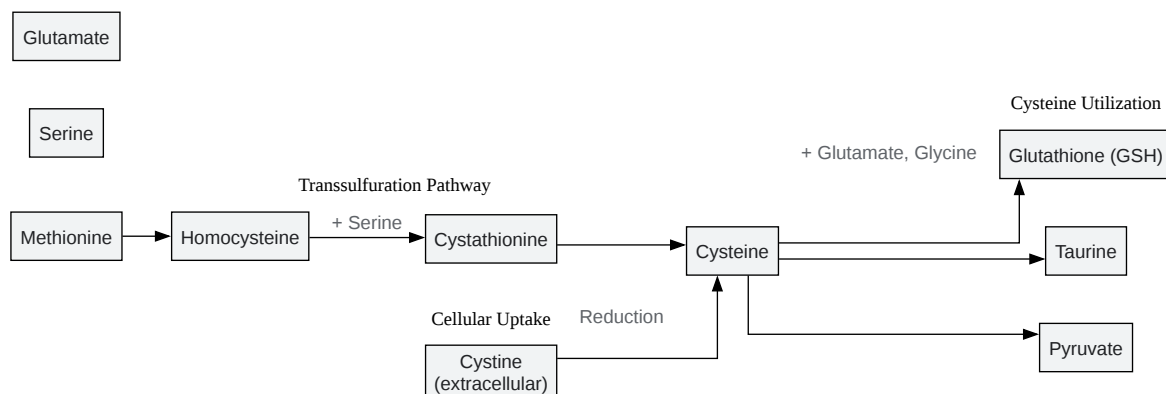 Glutamate
Serine
Cysteine Utilization
+ Glutamate, Glycine
Glutathione (GSH)
Transsulfuration Pathway
+ Serine
Methionine
Homocysteine
Cystathionine
Cysteine
Taurine
Cellular Uptake
Reduction
Cystine
(extracellular)
Pyruvate